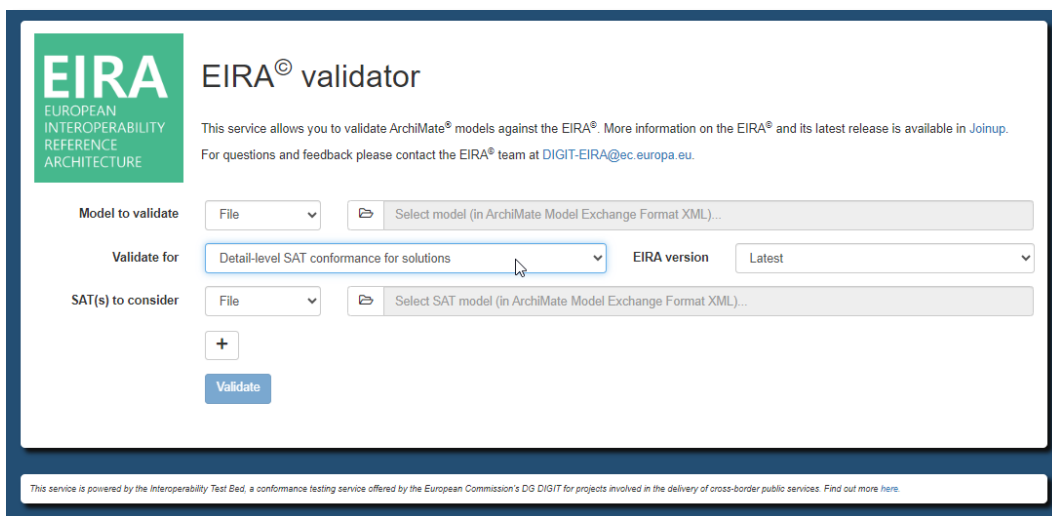 EIRA
EUROPEAN
INTEROPERABILITY
REFERENCE
ARCHITECTURE
EIRA© validator
This service allows you to validate ArchiMate® models against the EIRA©. More information on the EIRA© and its latest release is available in Joinup.
For questions and feedback please contact the EIRA© team at DIGIT-EIRA@ec.europa.eu.
Model to validate File Select model (in ArchiMate Model Exchange Format XML)...
Validate for Detail-level SAT conformance for solutions EIRA version Latest
SAT(s) to consider File Select SAT model (in ArchiMate Model Exchange Format XML)...
+
Validate
This service is powered by the Interoperability Test Bed, a conformance testing service offered by the European Commission's DG DIGIT for projects involved in the delivery of cross-border public services. Find out more here.